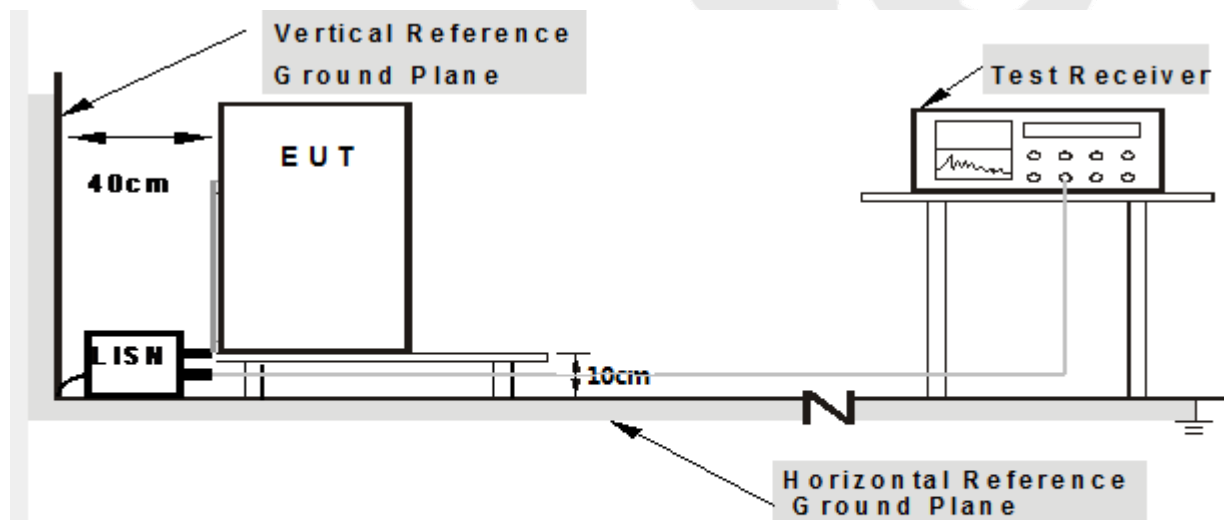 Vertical Reference
Ground Plane
Test Receiver
EUT
40cm
LISN
10cm
Horizontal Reference
Ground Plane